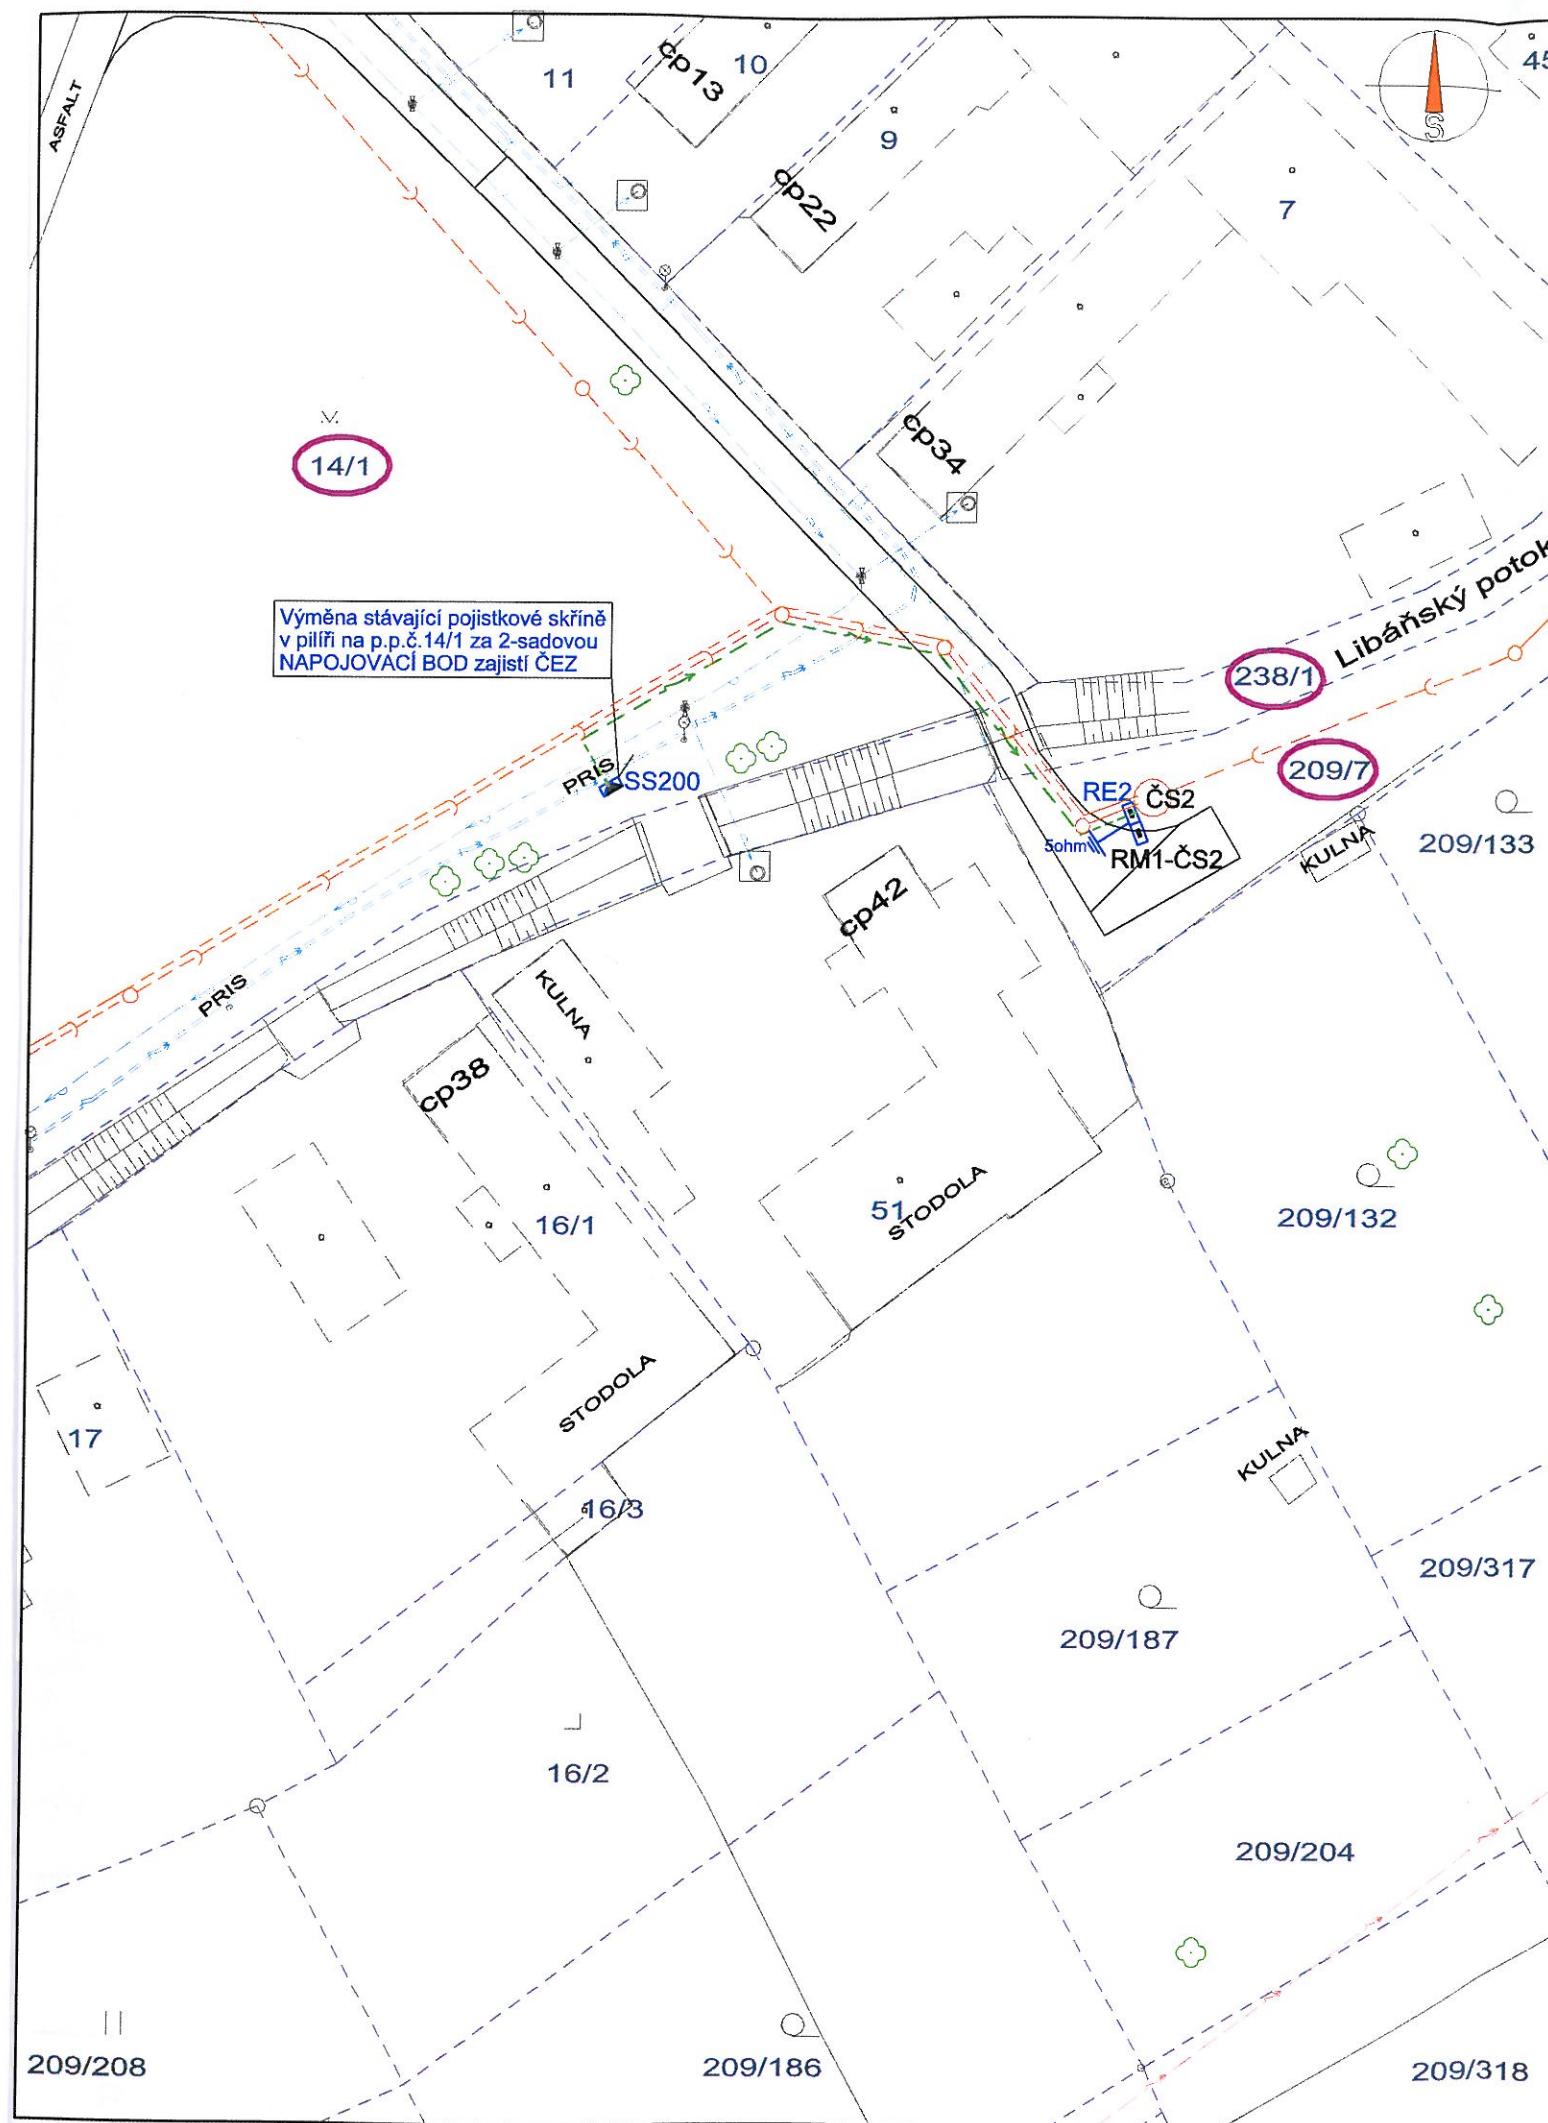 ASFALT
11
cp13
10
9
cp22
7
S
14/1
cp34
Výměna stávající pojistkové skříně
v pilíři na p.p.č.14/1 za 2-sadovou
NAPOJOVACÍ BOD zajistí ČEZ
Libáňský potok
238/1
209/7
PRIS
SS200
RE2
ČS2
5ohm
RM1-ČS2
KULNA
209/133
cp42
PRIS
KULNA
cp38
16/1
51
STODOLA
209/132
17
STODOLA
16/3
KULNA
209/317
209/187
16/2
209/204
209/208
209/186
209/318